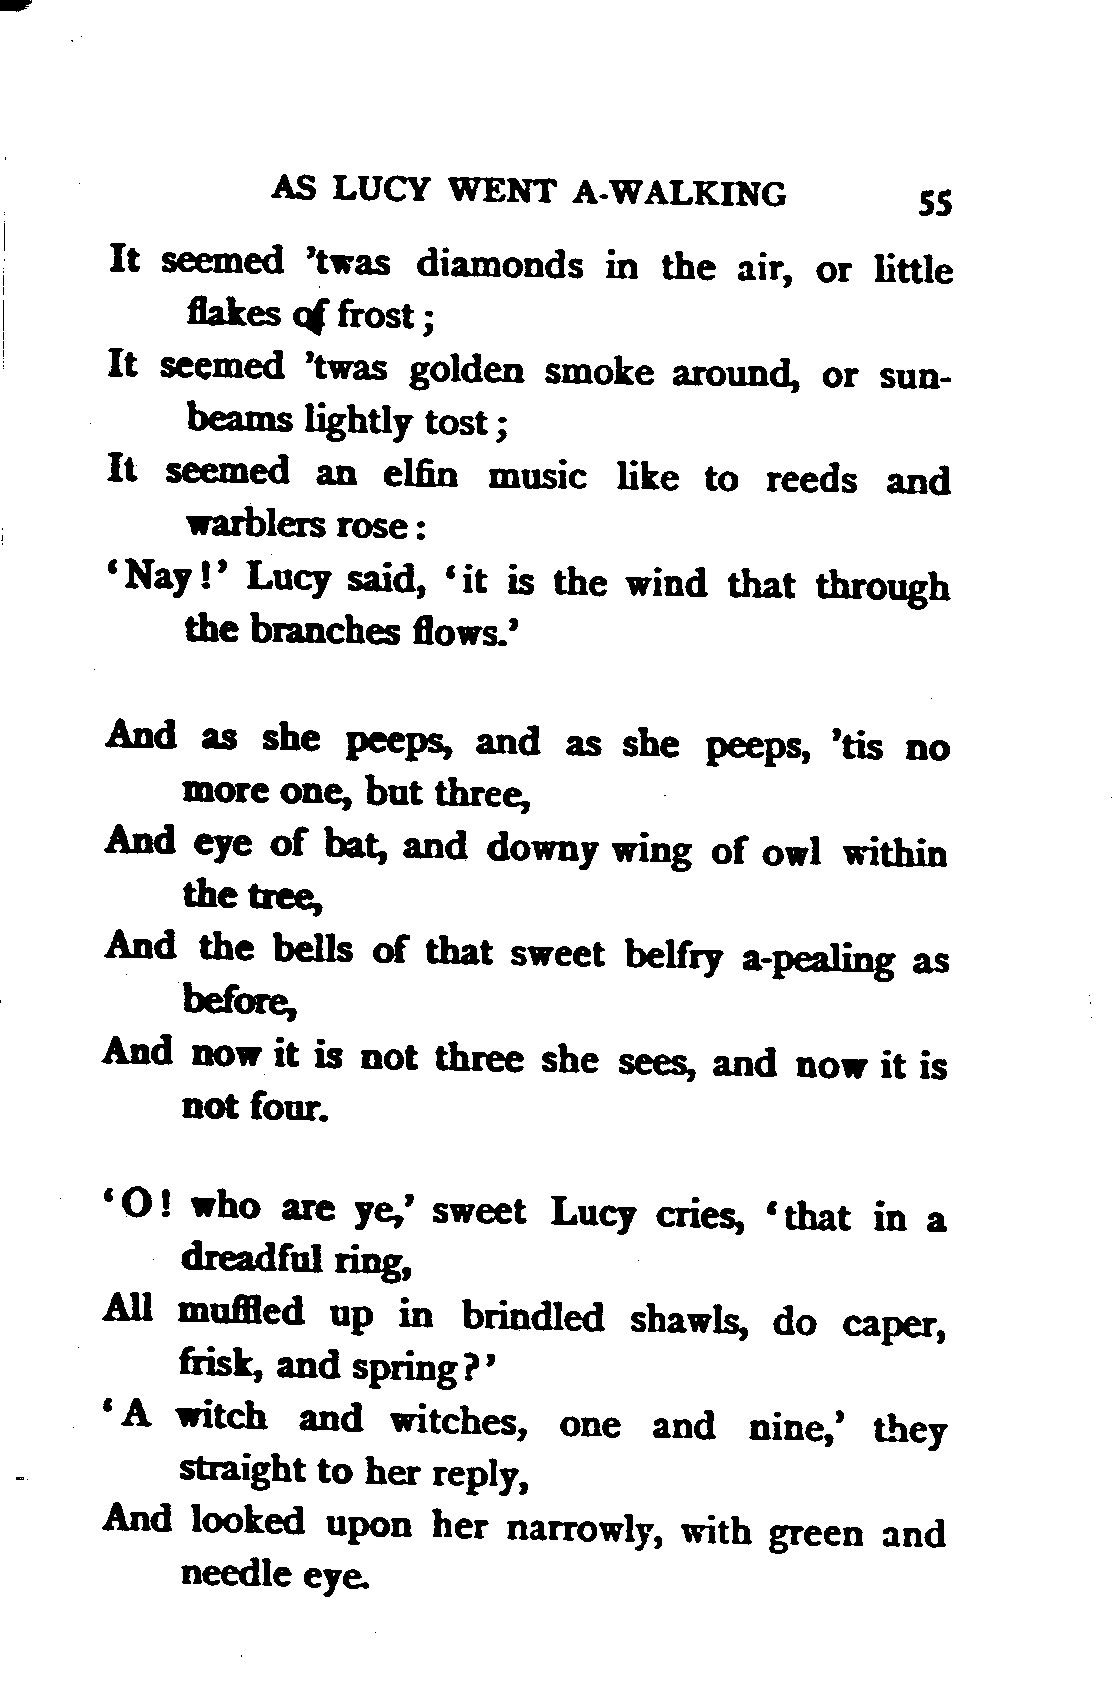 AS LUCY WENT A-WALKING 55
It seemed ’twas diamonds in the air, or little
flakes of frost;
It seemed ’twas golden smoke around, or sun-
beams lightly tost;
It seemed an elfin music like to reeds and
warblers rose:
‘Nay!’ Lucy said, ‘it is the wind that through
the branches flows.’
And as she peeps, and as she peeps, ’tis no
more one, but three,
And eye of bat, and downy wing of owl within
the tree,
And the bells of that sweet belfry a-pealing as
before,
And now it is not three she sees, and now it is
not four.
‘O! who are ye,’ sweet Lucy cries, ‘that in a
dreadful ring,
All muffled up in brindled shawls, do caper,
frisk, and spring?’
‘A witch and witches, one and nine,’ they
straight to her reply,
And looked upon her narrowly, with green and
needle eye.